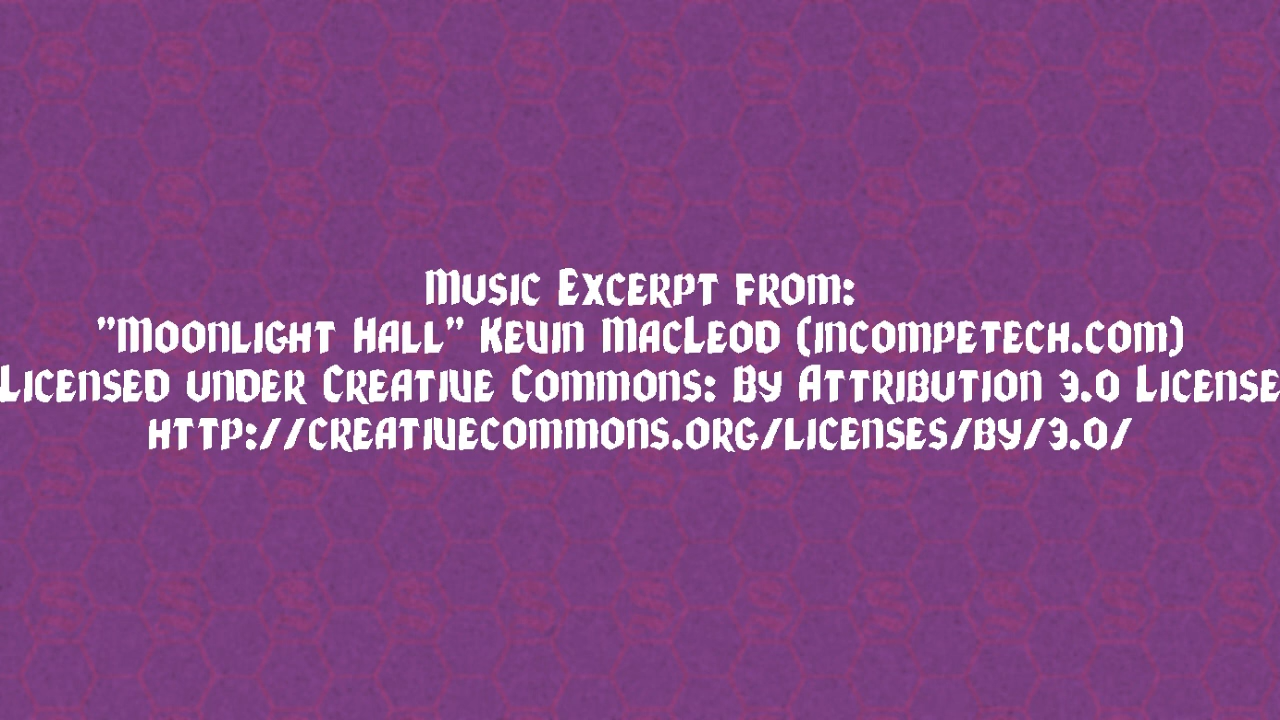 Music Excerpt from:
"Moonlight Hall" Kevin MacLeod (incompetech.com)
Licensed under Creative Commons: By Attribution 3.0 License
http://creativecommons.org/licenses/by/3.0/